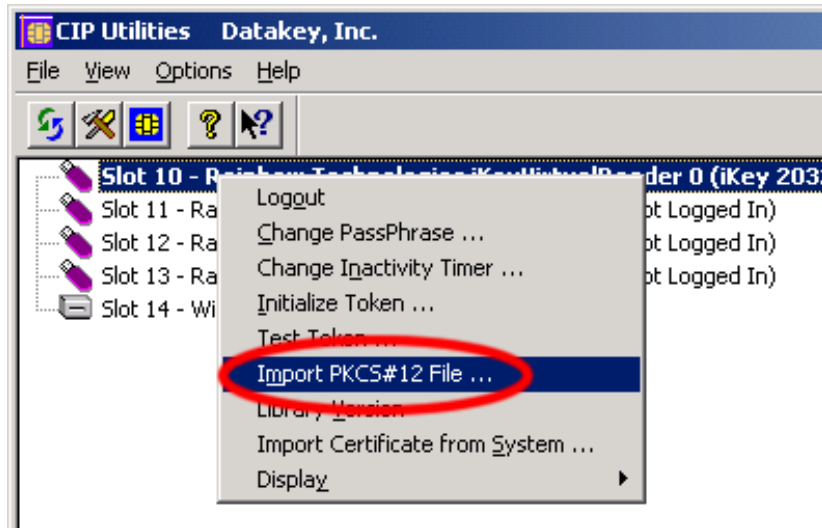 CIP Utilities Datakey, Inc.
File View Options Help
Slot 10 - Rainbow Technologies iKeyVirtualReader 0 (iKey 203
Slot 11 - Ra ot Logged In)
Slot 12 - Ra ot Logged In)
Slot 13 - Ra ot Logged In)
Slot 14 - Wi
Logout
Change PassPhrase ...
Change Inactivity Timer ...
Initialize Token ...
Test Token ...
Import PKCS#12 File ...
Library Version
Import Certificate from System ...
Display